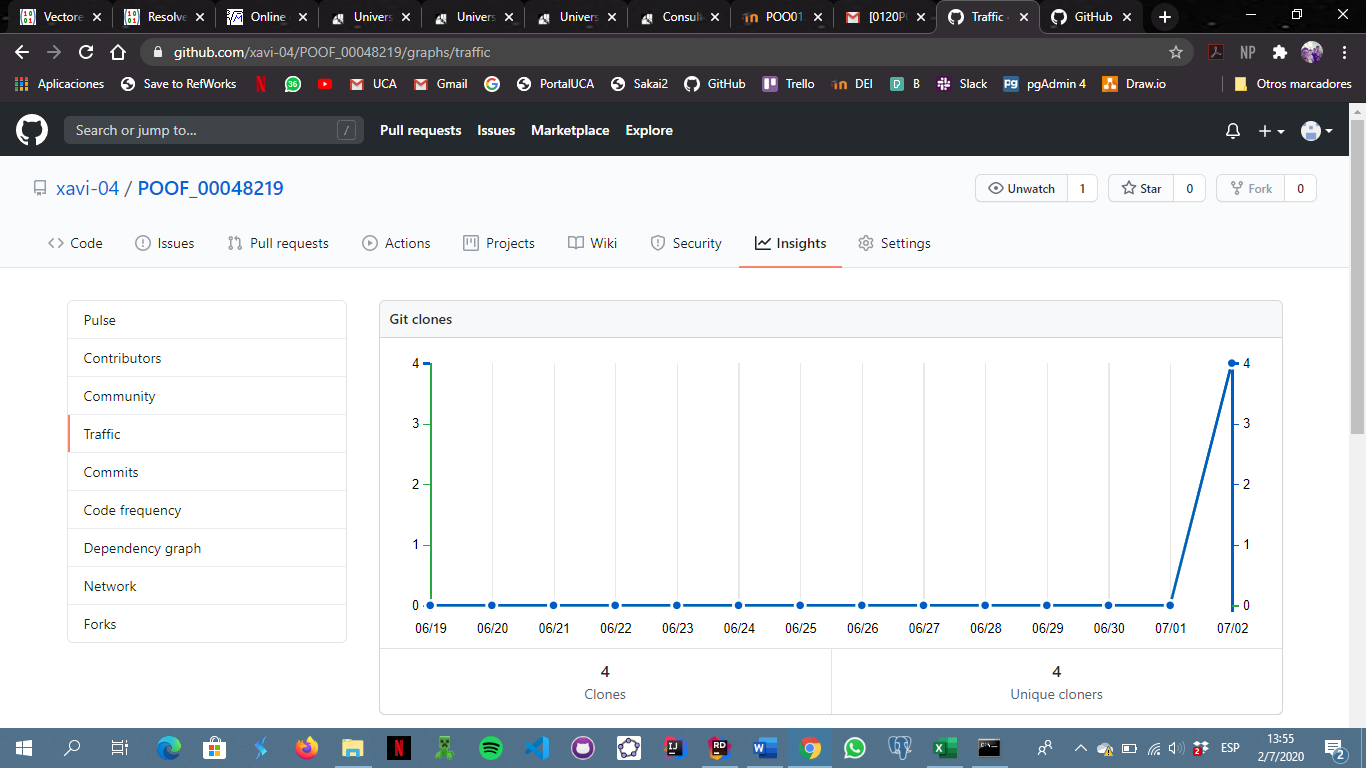 Vectore
Resolve
Online
Univers
Univers
Univers
Consul
POO01
[0120P
Traffic
GitHub
github.com/xavi-04/POOF_00048219/graphs/traffic
NP
Aplicaciones
Save to RefWorks
36
UCA
Gmail
PortalUCA
Sakai2
GitHub
Trello
DEI
B
Slack
pgAdmin 4
Draw.io
Otros marcadores
Search or jump to...
/
Pull requests
Issues
Marketplace
Explore
xavi-04 / POOF_00048219
Unwatch 1
Star 0
Fork 0
Code
Issues
Pull requests
Actions
Projects
Wiki
Security
Insights
Settings
Pulse
Contributors
Community
Traffic
Commits
Code frequency
Dependency graph
Network
Forks
Git clones
4
3
2
1
0
4
3
2
1
0
06/19 06/20 06/21 06/22 06/23 06/24 06/25 06/26 06/27 06/28 06/29 06/30 07/01 07/02
4
Clones
4
Unique cloners
ESP
13:55
2/7/2020
2